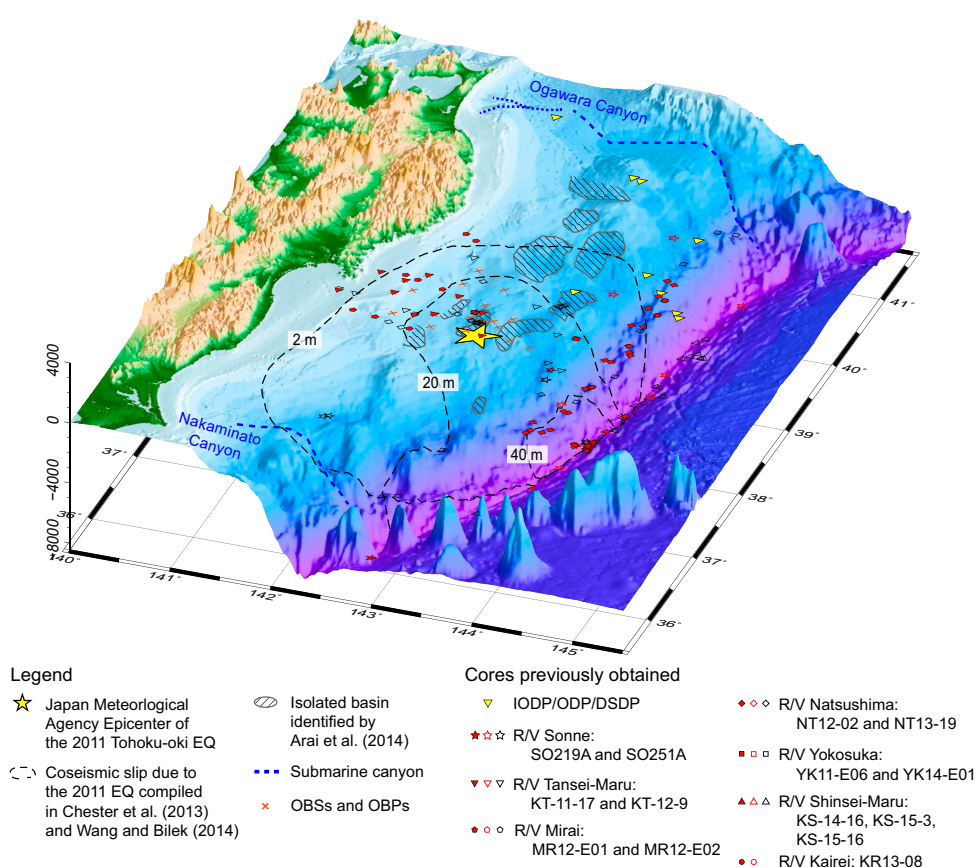 Ogawara Canyon
2 m
20 m
40 m
Nakaminato
Canyon
4000
0
−4000
−8000
37˚
36˚
140˚
141˚
142˚
143˚
144˚
145˚
41˚
40˚
39˚
38˚
37˚
36˚
Legend
Japan Meteorlogical
Agency Epicenter of
the 2011 Tohoku-oki EQ
Coseismic slip due to
the 2011 EQ compiled
in Chester et al. (2013)
and Wang and Bilek (2014)
Isolated basin
identified by
Arai et al. (2014)
Submarine canyon
OBSs and OBPs
Cores previously obtained
IODP/ODP/DSDP
R/V Sonne:
SO219A and SO251A
R/V Tansei-Maru:
KT-11-17 and KT-12-9
R/V Mirai:
MR12-E01 and MR12-E02
R/V Natsushima:
NT12-02 and NT13-19
R/V Yokosuka:
YK11-E06 and YK14-E01
R/V Shinsei-Maru:
KS-14-16, KS-15-3,
KS-15-16
R/V Kairei: KR13-08